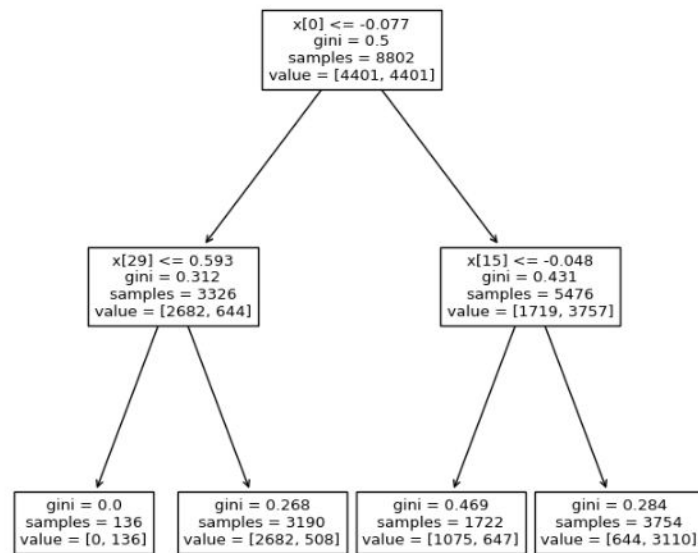 x[0] <= -0.077
gini = 0.5
samples = 8802
value = [4401, 4401]
x[29] <= 0.593
gini = 0.312
samples = 3326
value = [2682, 644]
x[15] <= -0.048
gini = 0.431
samples = 5476
value = [1719, 3757]
gini = 0.0
samples = 136
value = [0, 136]
gini = 0.268
samples = 3190
value = [2682, 508]
gini = 0.469
samples = 1722
value = [1075, 647]
gini = 0.284
samples = 3754
value = [644, 3110]